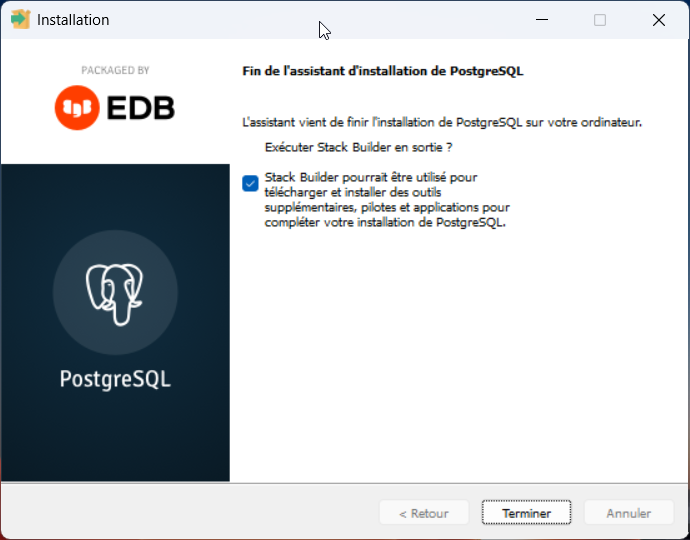 Installation
PACKAGED BY
EDB
Fin de l'assistant d'installation de PostgreSQL
L'assistant vient de finir l'installation de PostgreSQL sur votre ordinateur.
Exécuter Stack Builder en sortie ?
Stack Builder pourrait être utilisé pour
télécharger et installer des outils
supplémentaires, pilotes et applications pour
compléter votre installation de PostgreSQL.
PostgreSQL
< Retour
Terminer
Annuler